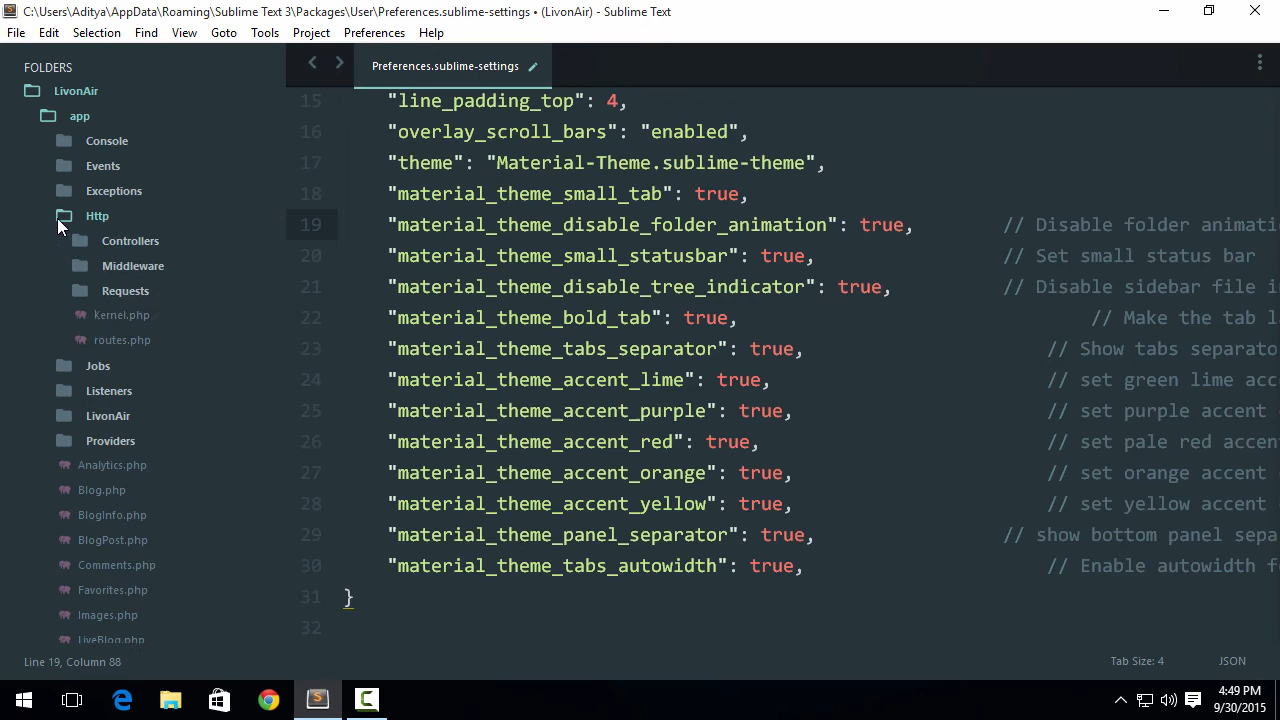 C:\Users\Aditya\AppData\Roaming\Sublime Text 3\Packages\User\Preferences.sublime-settings • (LivonAir) - Sublime Text
File Edit Selection Find View Goto Tools Project Preferences Help
FOLDERS
LivonAir
app
Console
Events
Exceptions
Http
Controllers
Middleware
Requests
kernel.php
routes.php
Jobs
Listeners
LivonAir
Providers
Analytics.php
Blog.php
BlogInfo.php
BlogPost.php
Comments.php
Favorites.php
Images.php
LiveBlog.php
Preferences.sublime-settings
15 "line_padding_top": 4,
16 "overlay_scroll_bars": "enabled",
17 "theme": "Material-Theme.sublime-theme",
18 "material_theme_small_tab": true,
19 "material_theme_disable_folder_animation": true, // Disable folder animati
20 "material_theme_small_statusbar": true, // Set small status bar
21 "material_theme_disable_tree_indicator": true, // Disable sidebar file i
22 "material_theme_bold_tab": true, // Make the tab l
23 "material_theme_tabs_separator": true, // Show tabs separato
24 "material_theme_accent_lime": true, // set green lime acc
25 "material_theme_accent_purple": true, // set purple accent
26 "material_theme_accent_red": true, // set pale red accen
27 "material_theme_accent_orange": true, // set orange accent
28 "material_theme_accent_yellow": true, // set yellow accent
29 "material_theme_panel_separator": true, // show bottom panel sepa
30 "material_theme_tabs_autowidth": true, // Enable autowidth f
31 }
32
Line 19, Column 88
Tab Size: 4 JSON
4:49 PM
9/30/2015